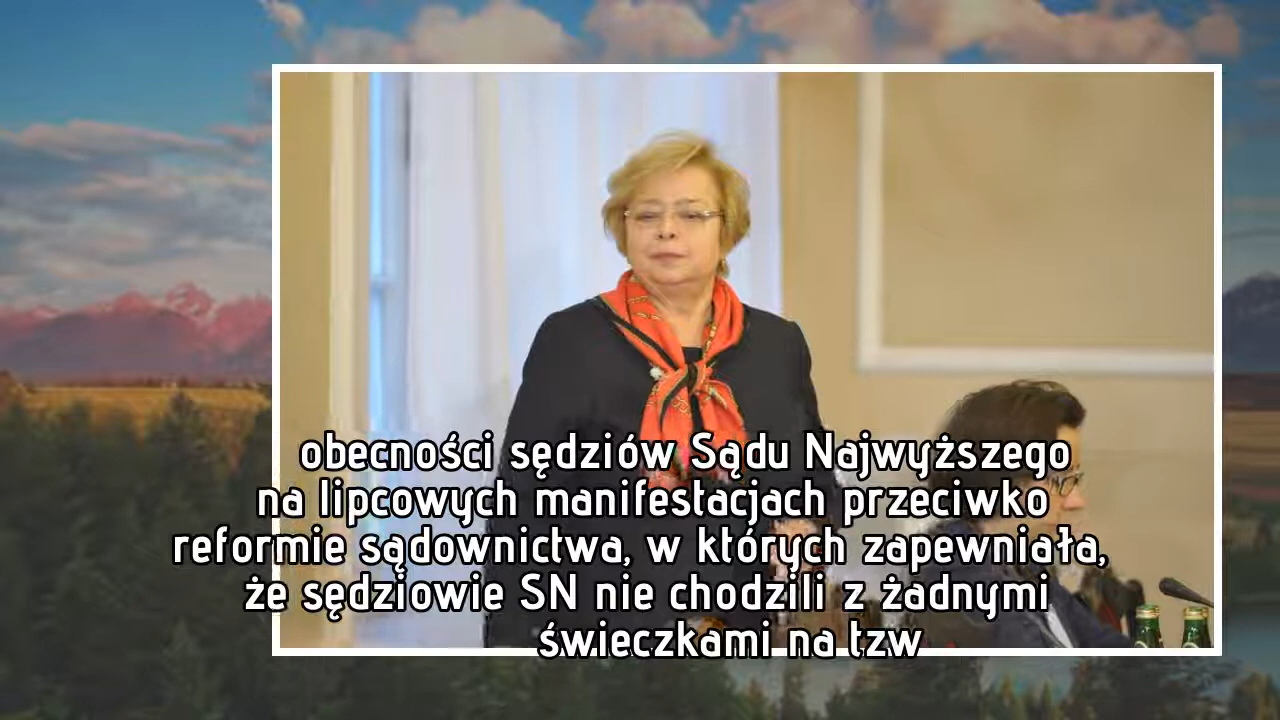 obecności sędziów Sądu Najwyższego
na lipcowych manifestacjach przeciwko
reformie sądownictwa, w których zapewniała,
że sędziowie SN nie chodzili z żadnymi
świeczkami na tzw